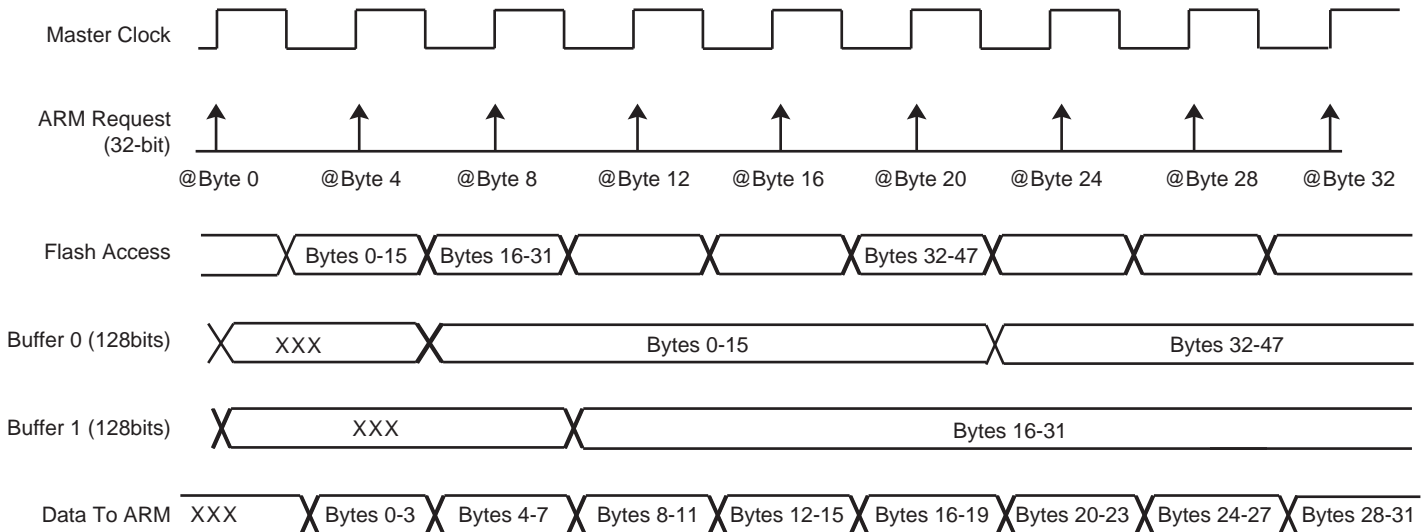 Master Clock
ARM Request
(32-bit)
@Byte 0 @Byte 4 @Byte 8 @Byte 12 @Byte 16 @Byte 20 @Byte 24 @Byte 28 @Byte 32
Flash Access Bytes 0-15 Bytes 16-31 Bytes 32-47
Buffer 0 (128bits) XXX Bytes 0-15 Bytes 32-47
Buffer 1 (128bits) XXX Bytes 16-31
Data To ARM XXX Bytes 0-3 Bytes 4-7 Bytes 8-11 Bytes 12-15 Bytes 16-19 Bytes 20-23 Bytes 24-27 Bytes 28-31